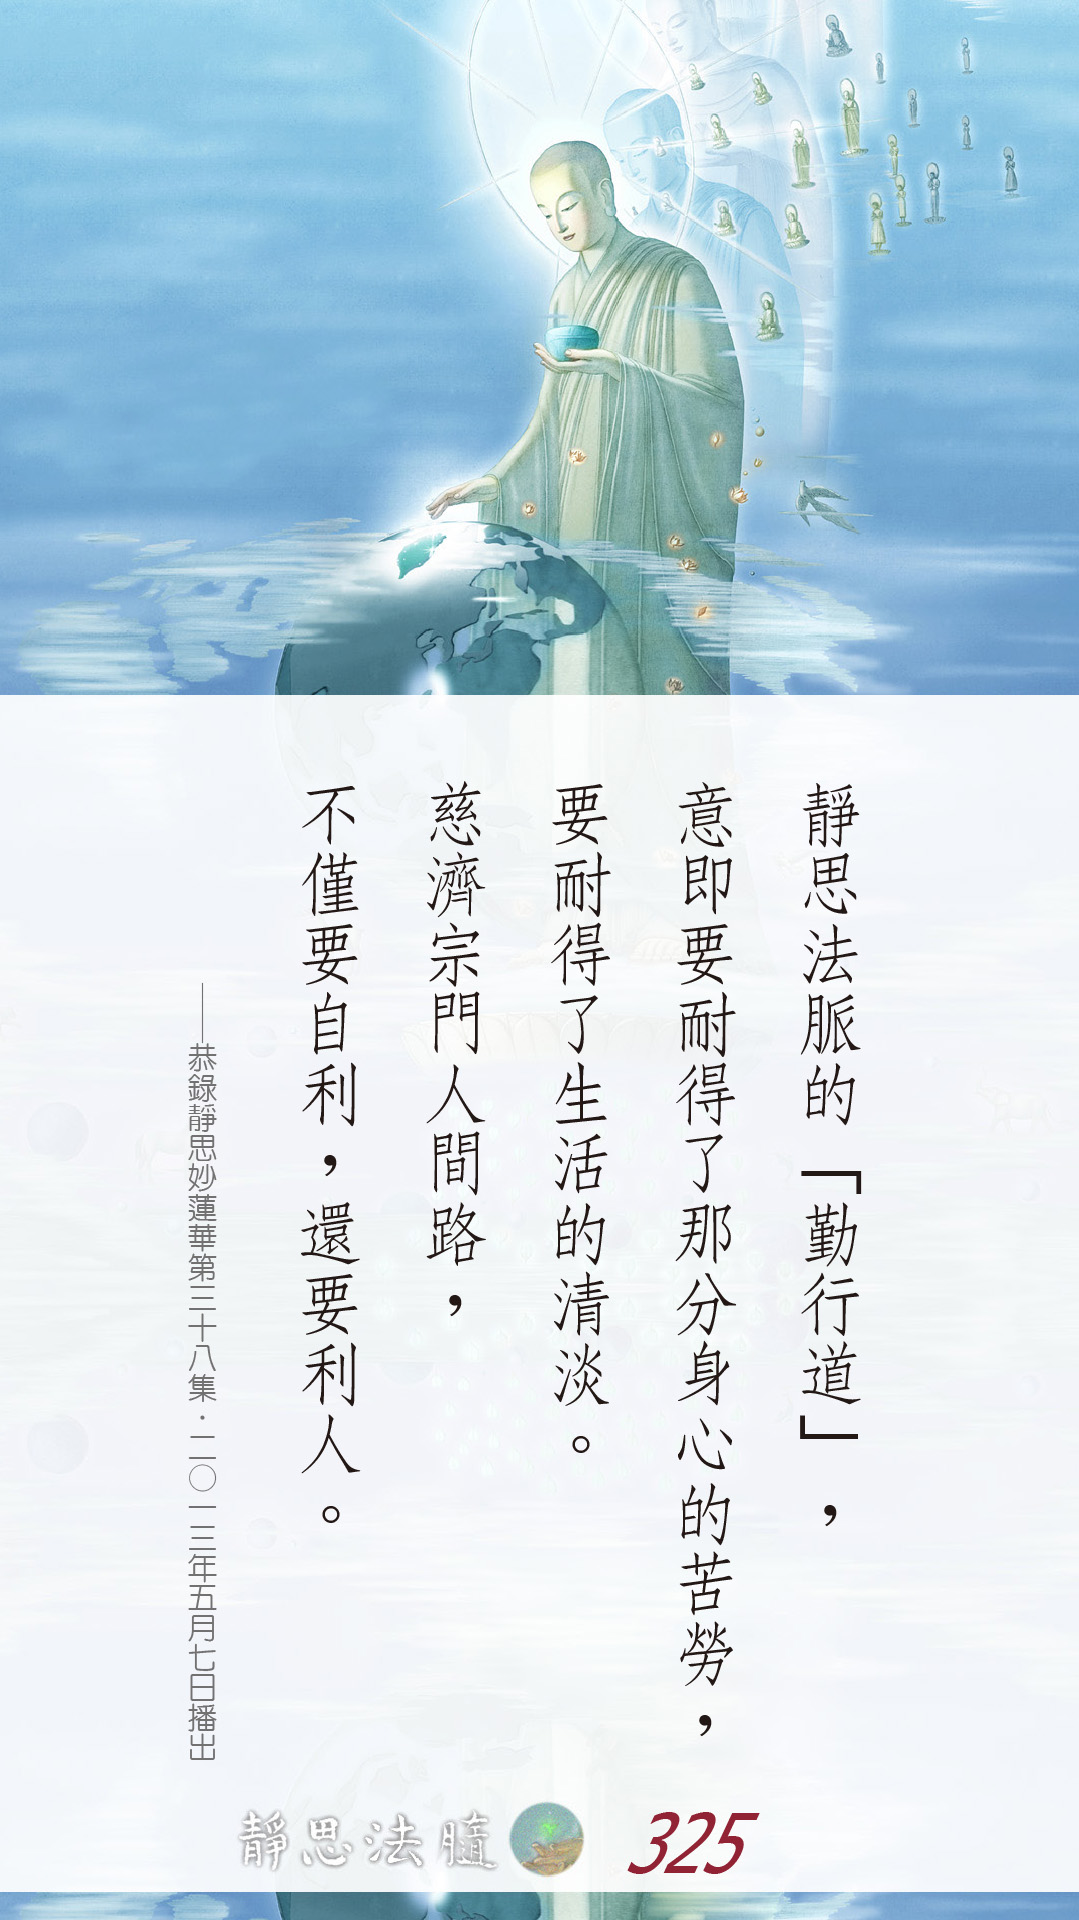 靜思法脈的「勤行道」，
意即要耐得了那分身心的苦勞，
要耐得了生活的清淡。
慈濟宗門人間路，
不僅要自利，還要利人。
──恭錄靜思妙蓮華第三十八集．二〇一三年五月七日播出
靜思法髓
325